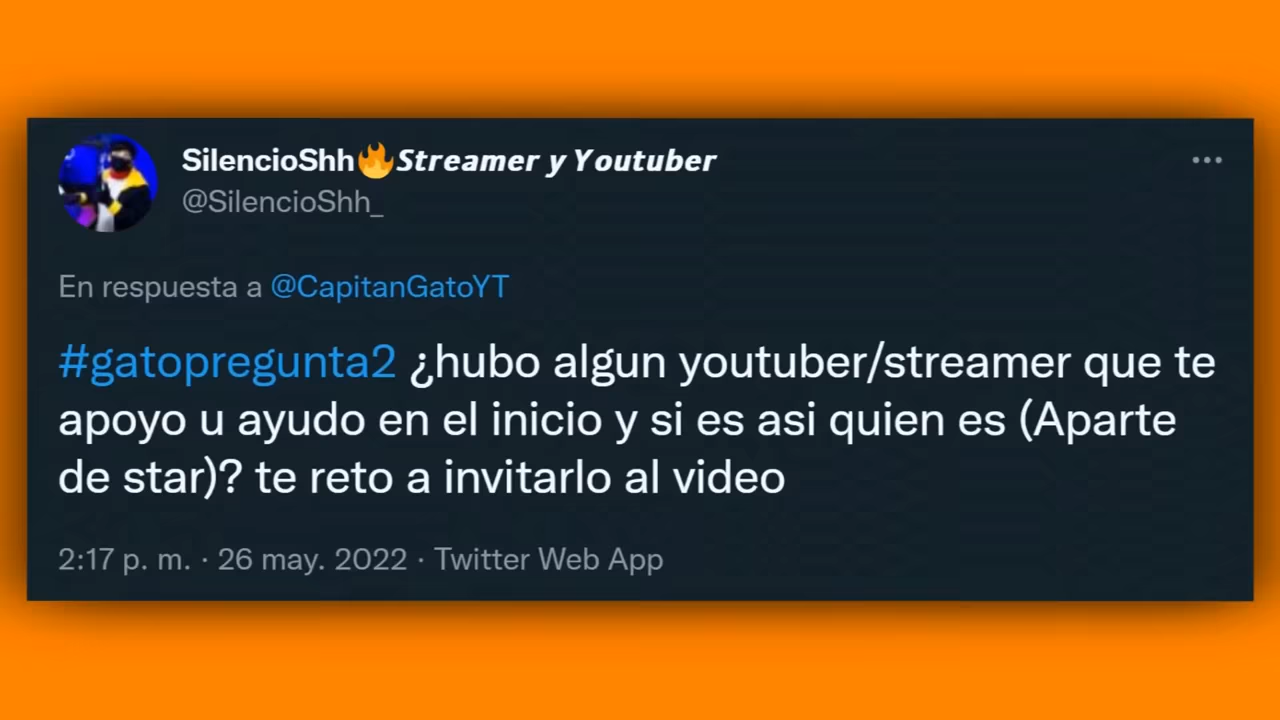 SilencioShh🔥Streamer y Youtuber
@SilencioShh_
En respuesta a @CapitanGatoYT
#gatopregunta2 ¿hubo algun youtuber/streamer que te
apoyo u ayudo en el inicio y si es asi quien es (Aparte
de star)? te reto a invitarlo al video
2:17 p. m. · 26 may. 2022 · Twitter Web App